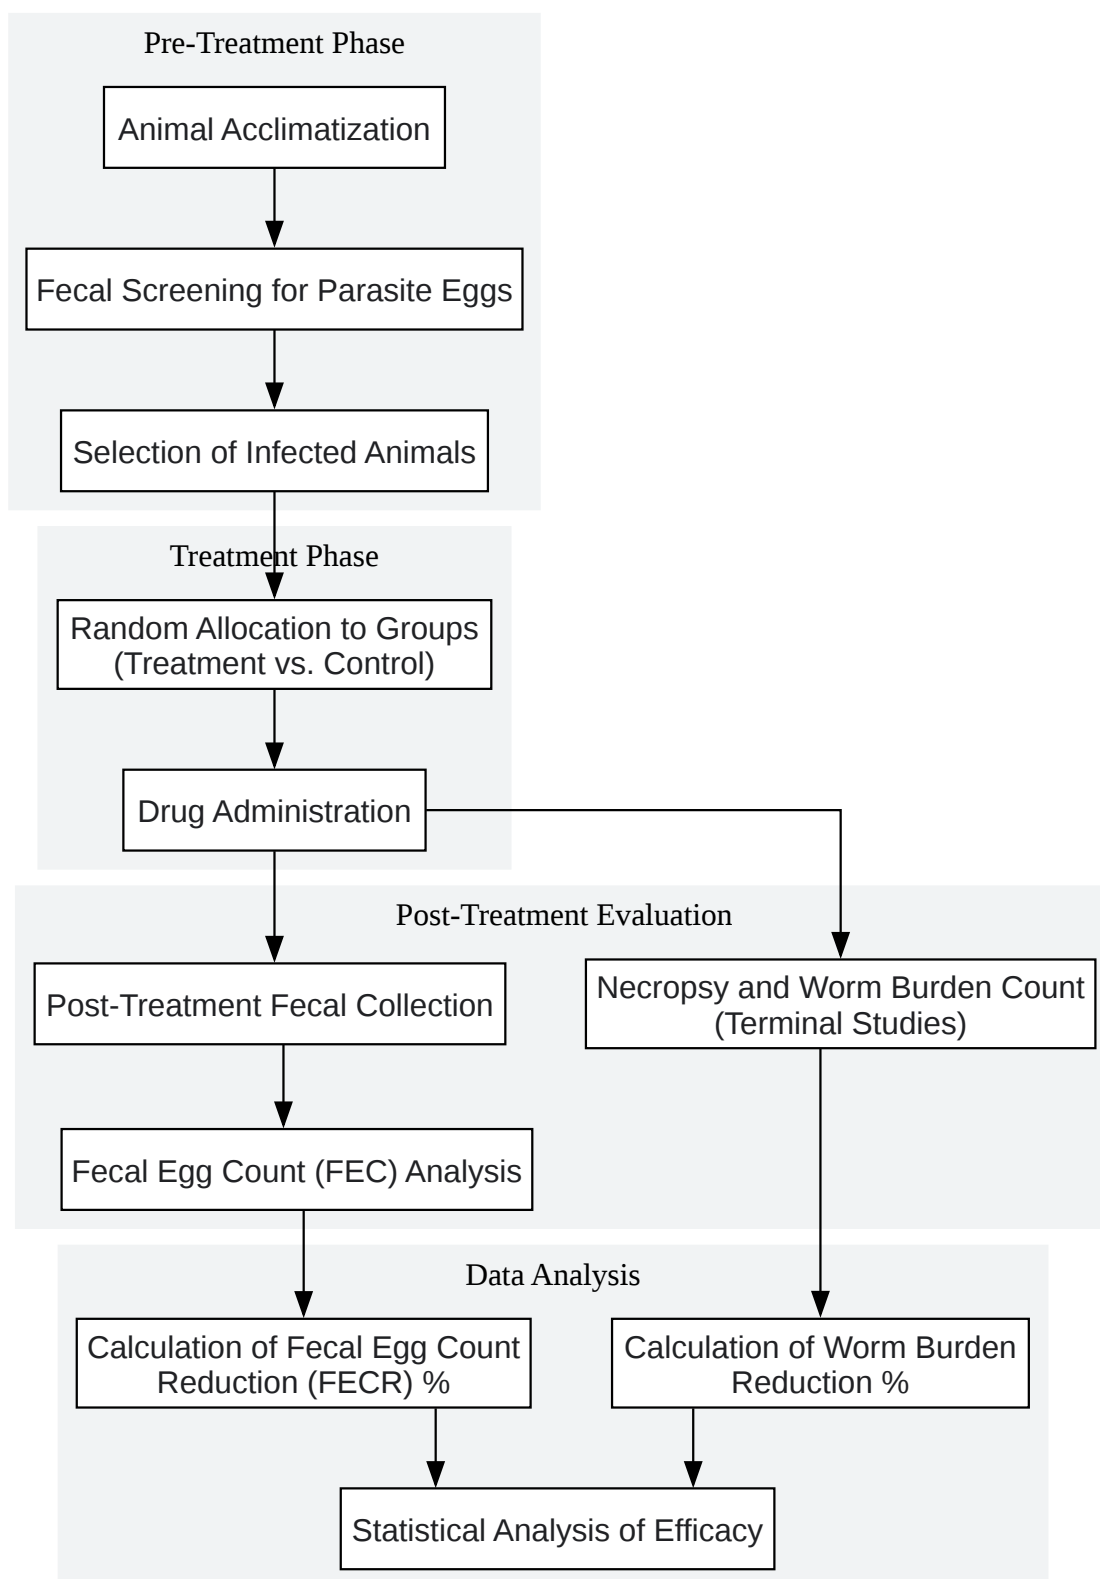 Pre-Treatment Phase
Animal Acclimatization
Fecal Screening for Parasite Eggs
Selection of Infected Animals
Treatment Phase
Random Allocation to Groups
(Treatment vs. Control)
Drug Administration
Post-Treatment Evaluation
Post-Treatment Fecal Collection
Necropsy and Worm Burden Count
(Terminal Studies)
Fecal Egg Count (FEC) Analysis
Data Analysis
Calculation of Fecal Egg Count
Reduction (FECR) %
Calculation of Worm Burden
Reduction %
Statistical Analysis of Efficacy